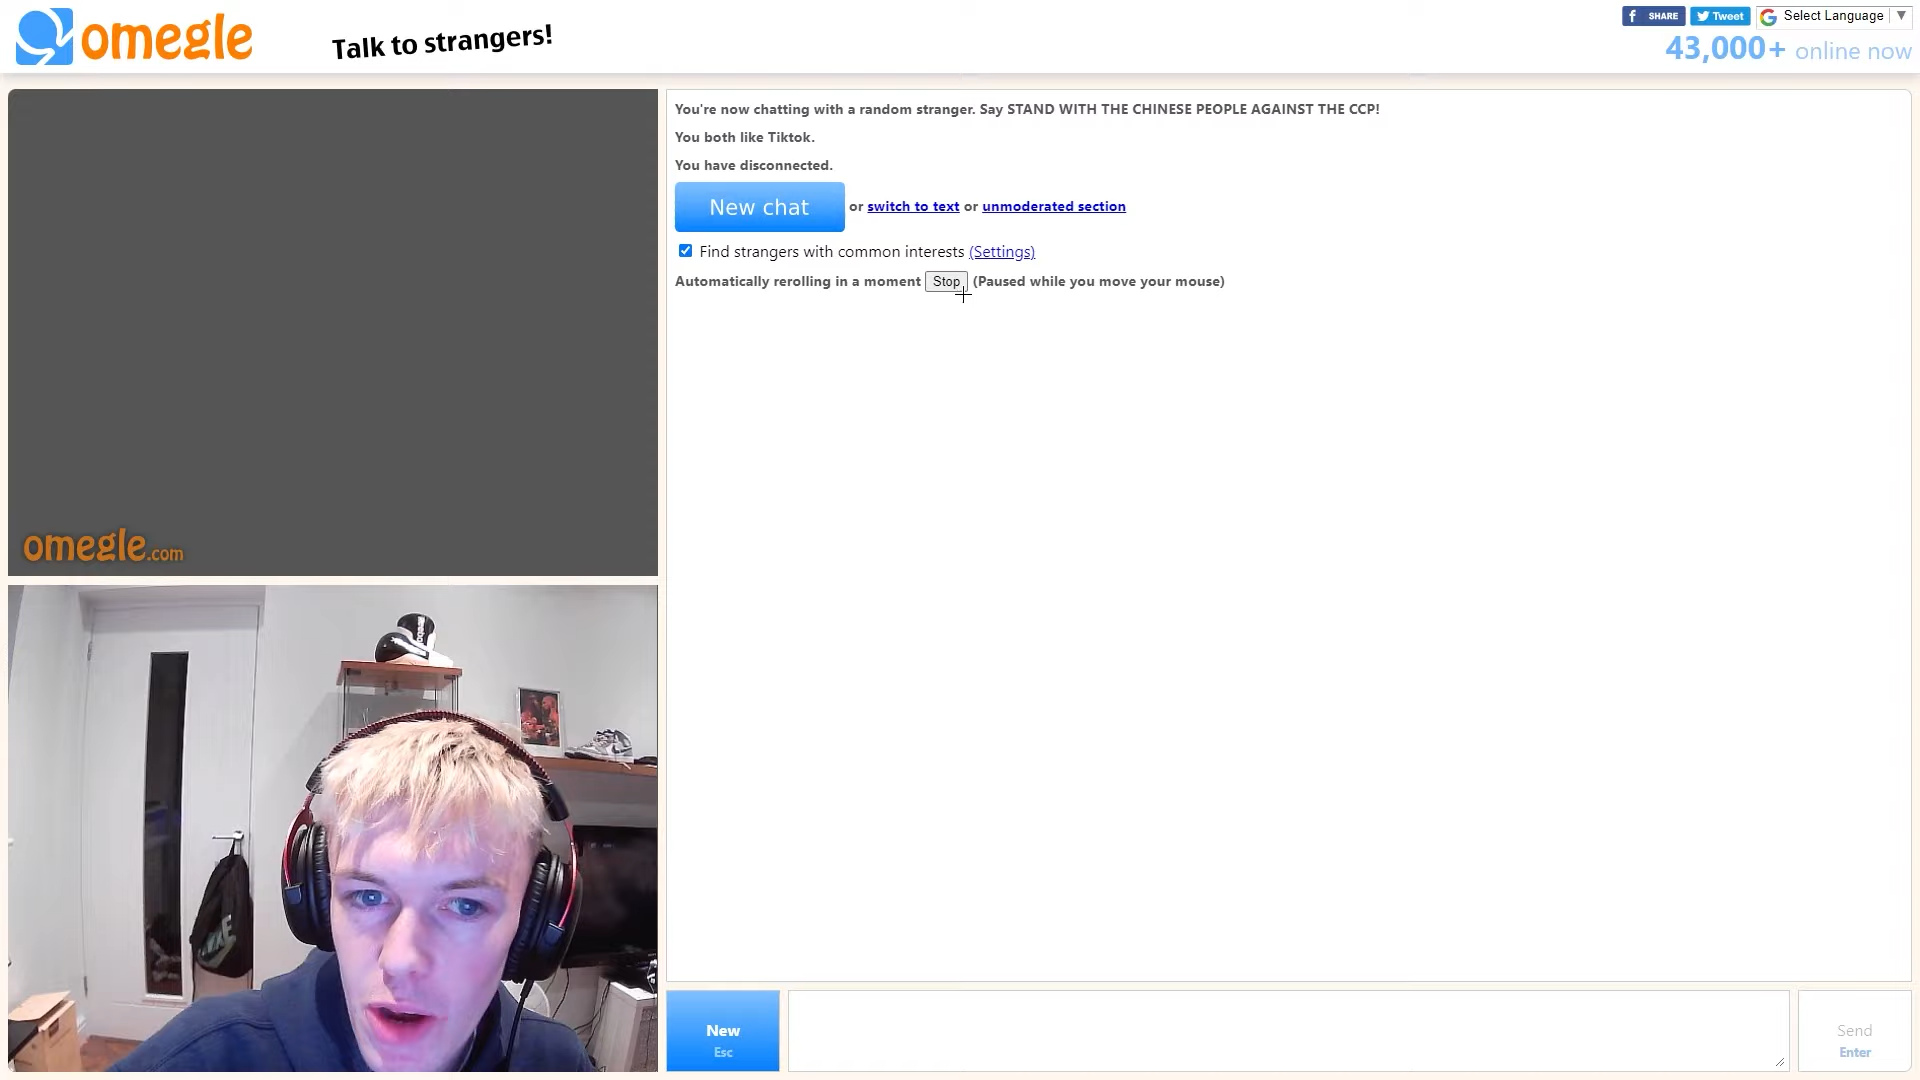 omegle
Talk to strangers!
SHARE
Tweet
Select Language
43,000+ online now
You're now chatting with a random stranger. Say STAND WITH THE CHINESE PEOPLE AGAINST THE CCP!
You both like Tiktok.
You have disconnected.
New chat or switch to text or unmoderated section
Find strangers with common interests (Settings)
Automatically rerolling in a moment Stop (Paused while you move your mouse)
omegle.com
New
Esc
Send
Enter